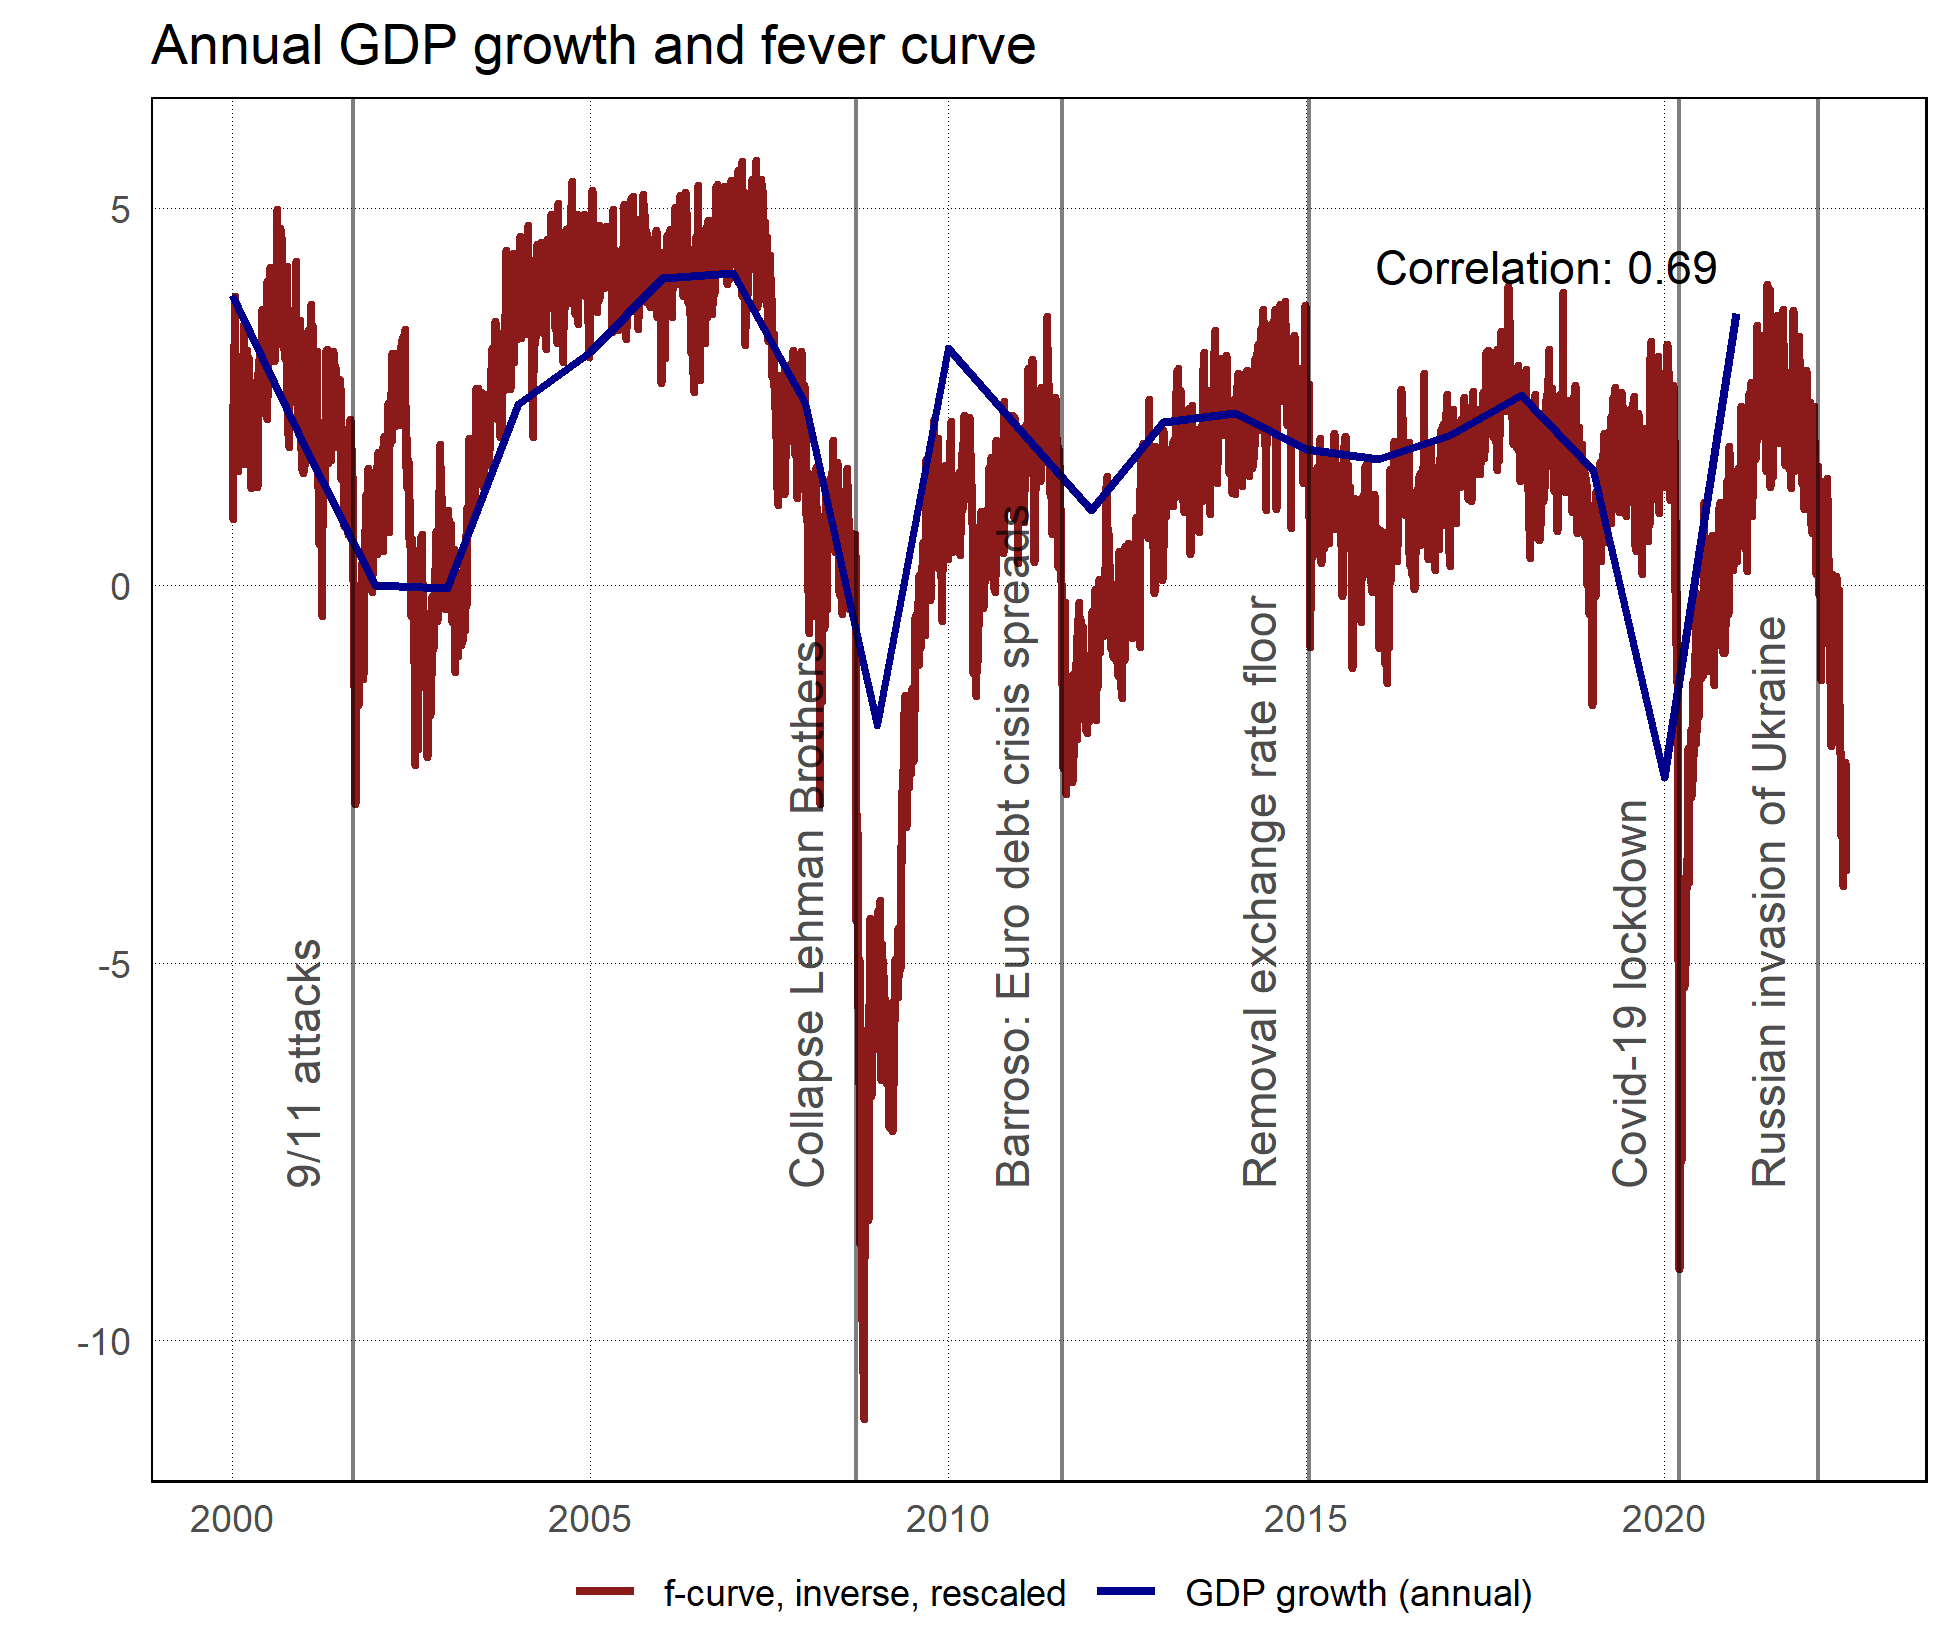 Annual GDP growth and fever curve
5
0
-5
-10
Correlation: 0.69
9/11 attacks
Collapse Lehman Brothers
Barroso: Euro debt crisis spreads
Removal exchange rate floor
Covid-19 lockdown
Russian invasion of Ukraine
2000 2005 2010 2015 2020
f-curve, inverse, rescaled GDP growth (annual)